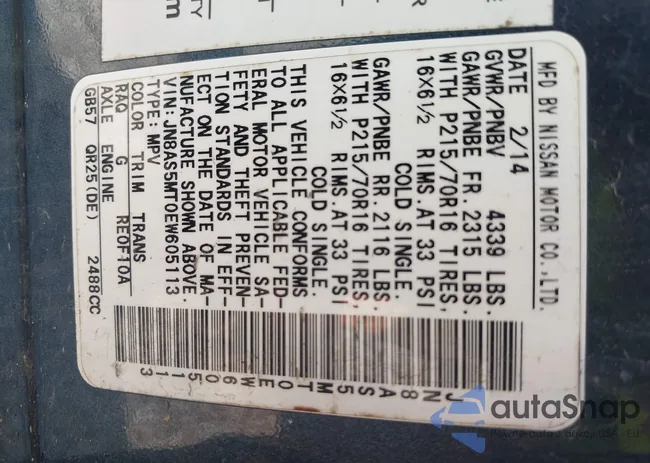 MFD BY NISSAN MOTOR CO.,LTD.
DATE 2/14
GVWR/PNBV 4339 LBS.
GAWR/PNBE FR. 2315 LBS.
WITH P215/70R16 TIRES,
16X6½ RIMS.AT 33 PSI
COLD SINGLE.
GAWR/PNBE RR. 2116 LBS.
WITH P215/70R16 TIRES,
16X6½ RIMS.AT 33 PSI
COLD SINGLE.
THIS VEHICLE CONFORMS
TO ALL APPLICABLE FED-
ERAL MOTOR VEHICLE SA-
FETY AND THEFT PREVEN-
TION STANDARDS IN EFF-
ECT ON THE DATE OF MA-
NUFACTURE SHOWN ABOVE.
VIN:JN8AS5MT0EW605113
TYPE:MPV
COLOR TRIM TRANS
RAQ G RE0F10A
AXLE ENGINE
GB57 QR25(DE) 2488CC
JN8AS5MT0EW605113
autoSnap